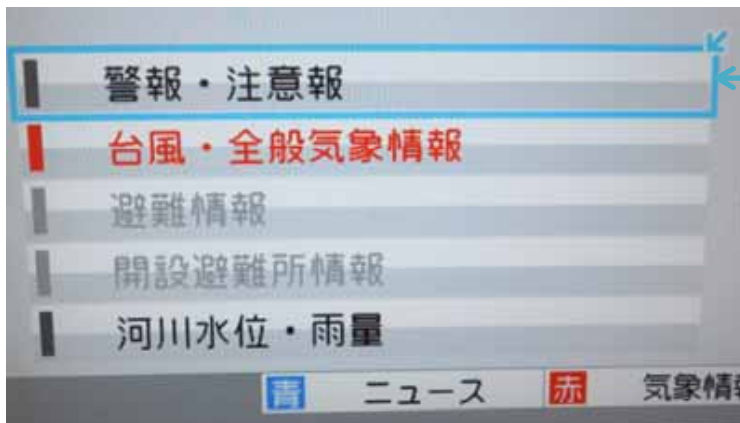 警報・注意報
台風・全般気象情報
避難情報
開設避難所情報
河川水位・雨量
青 ニュース 赤 気象情